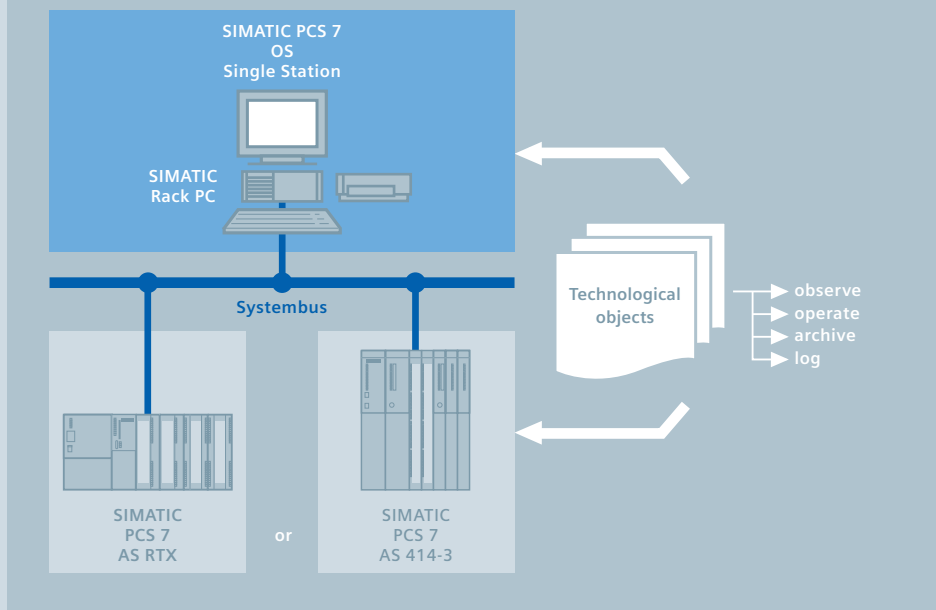 SIMATIC PCS 7
OS
Single Station
SIMATIC
Rack PC
Systembus
Technological
objects
observe
operate
archive
log
SIMATIC
PCS 7
AS RTX
or
SIMATIC
PCS 7
AS 414-3